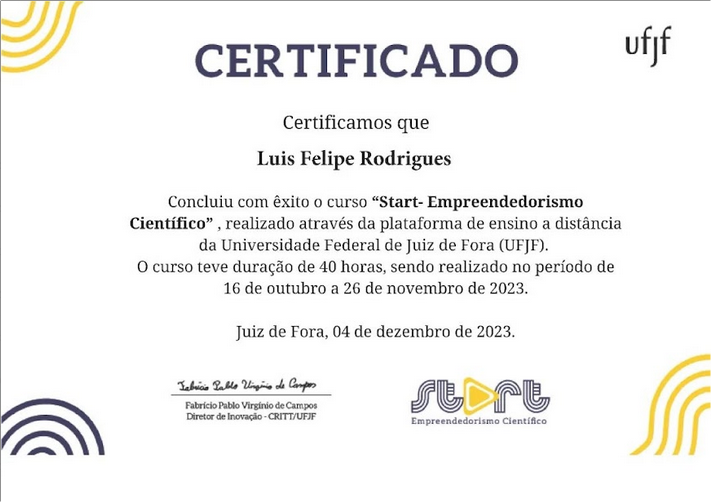 CERTIFICADO
ufjf
Certificamos que
Luis Felipe Rodrigues
Concluiu com êxito o curso “Start- Empreendedorismo
Científico” , realizado através da plataforma de ensino a distância
da Universidade Federal de Juiz de Fora (UFJF).
O curso teve duração de 40 horas, sendo realizado no período de
16 de outubro a 26 de novembro de 2023.
Juiz de Fora, 04 de dezembro de 2023.
Fabrício Pablo Virgínio de Campos
Fabrício Pablo Virgínio de Campos
Diretor de Inovação - CRITT/UFJF
start
Empreendedorismo Científico